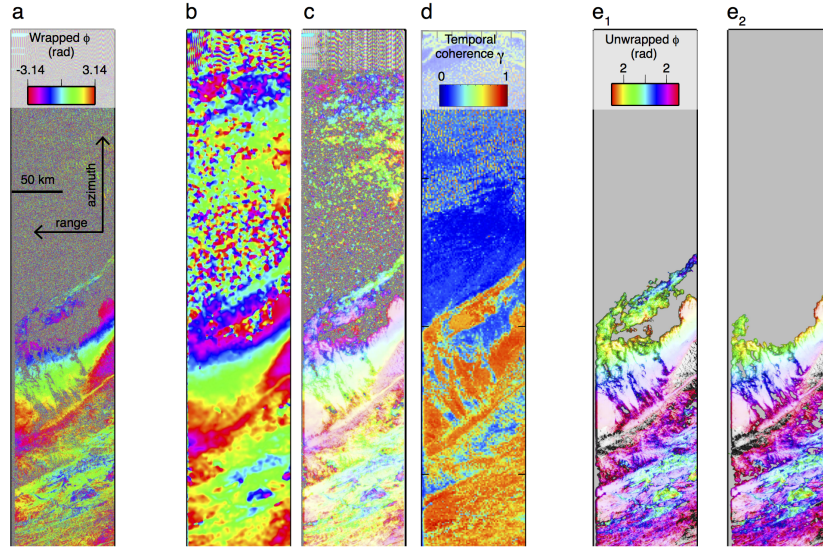 a
b
c
d
e1
e2
Wrapped ϕ
(rad)
-3.14 3.14
50 km
azimuth
range
Temporal
coherence γ
0 1
Unwrapped ϕ
(rad)
2 2